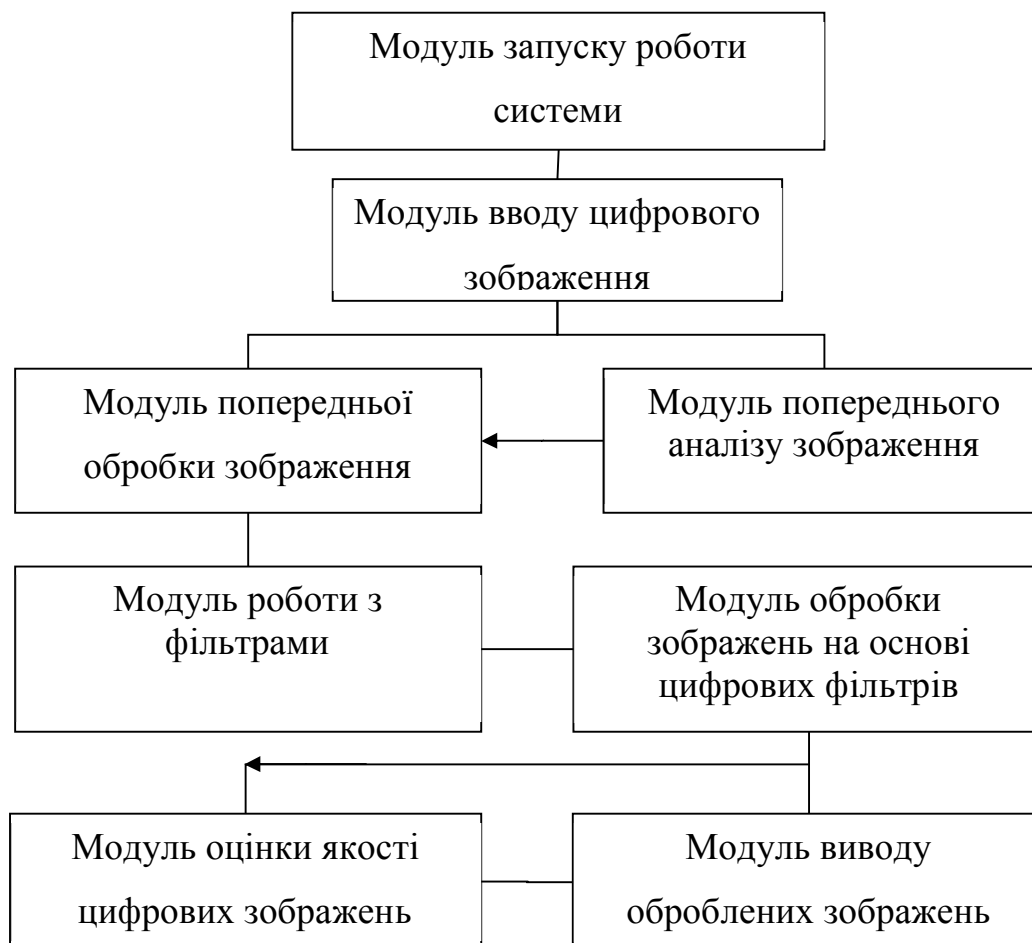 Модуль запуску роботи
системи
Модуль вводу цифрового
зображення
Модуль попередньої
обробки зображення
Модуль попереднього
аналізу зображення
Модуль роботи з
фільтрами
Модуль обробки
зображень на основі
цифрових фільтрів
Модуль оцінки якості
цифрових зображень
Модуль виводу
оброблених зображень